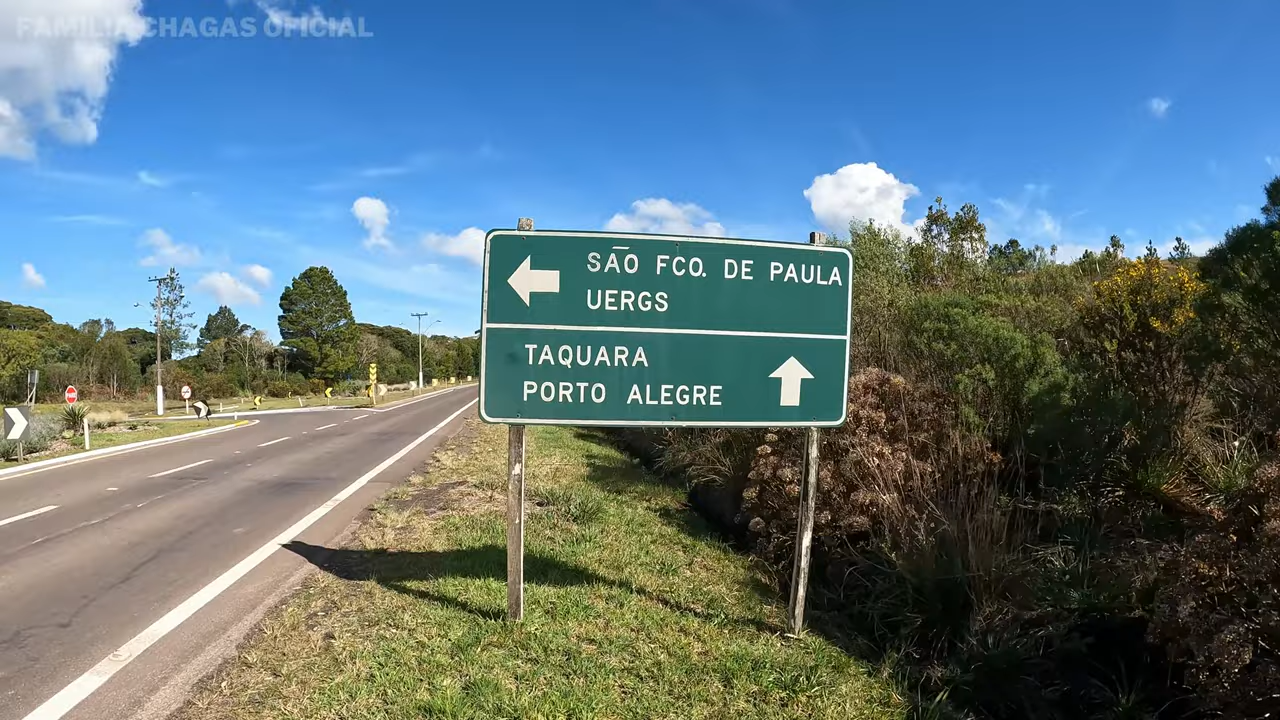 FAMILIA CHAGAS OFICIAL
SÃO FCO. DE PAULA
UERGS
TAQUARA
PORTO ALEGRE